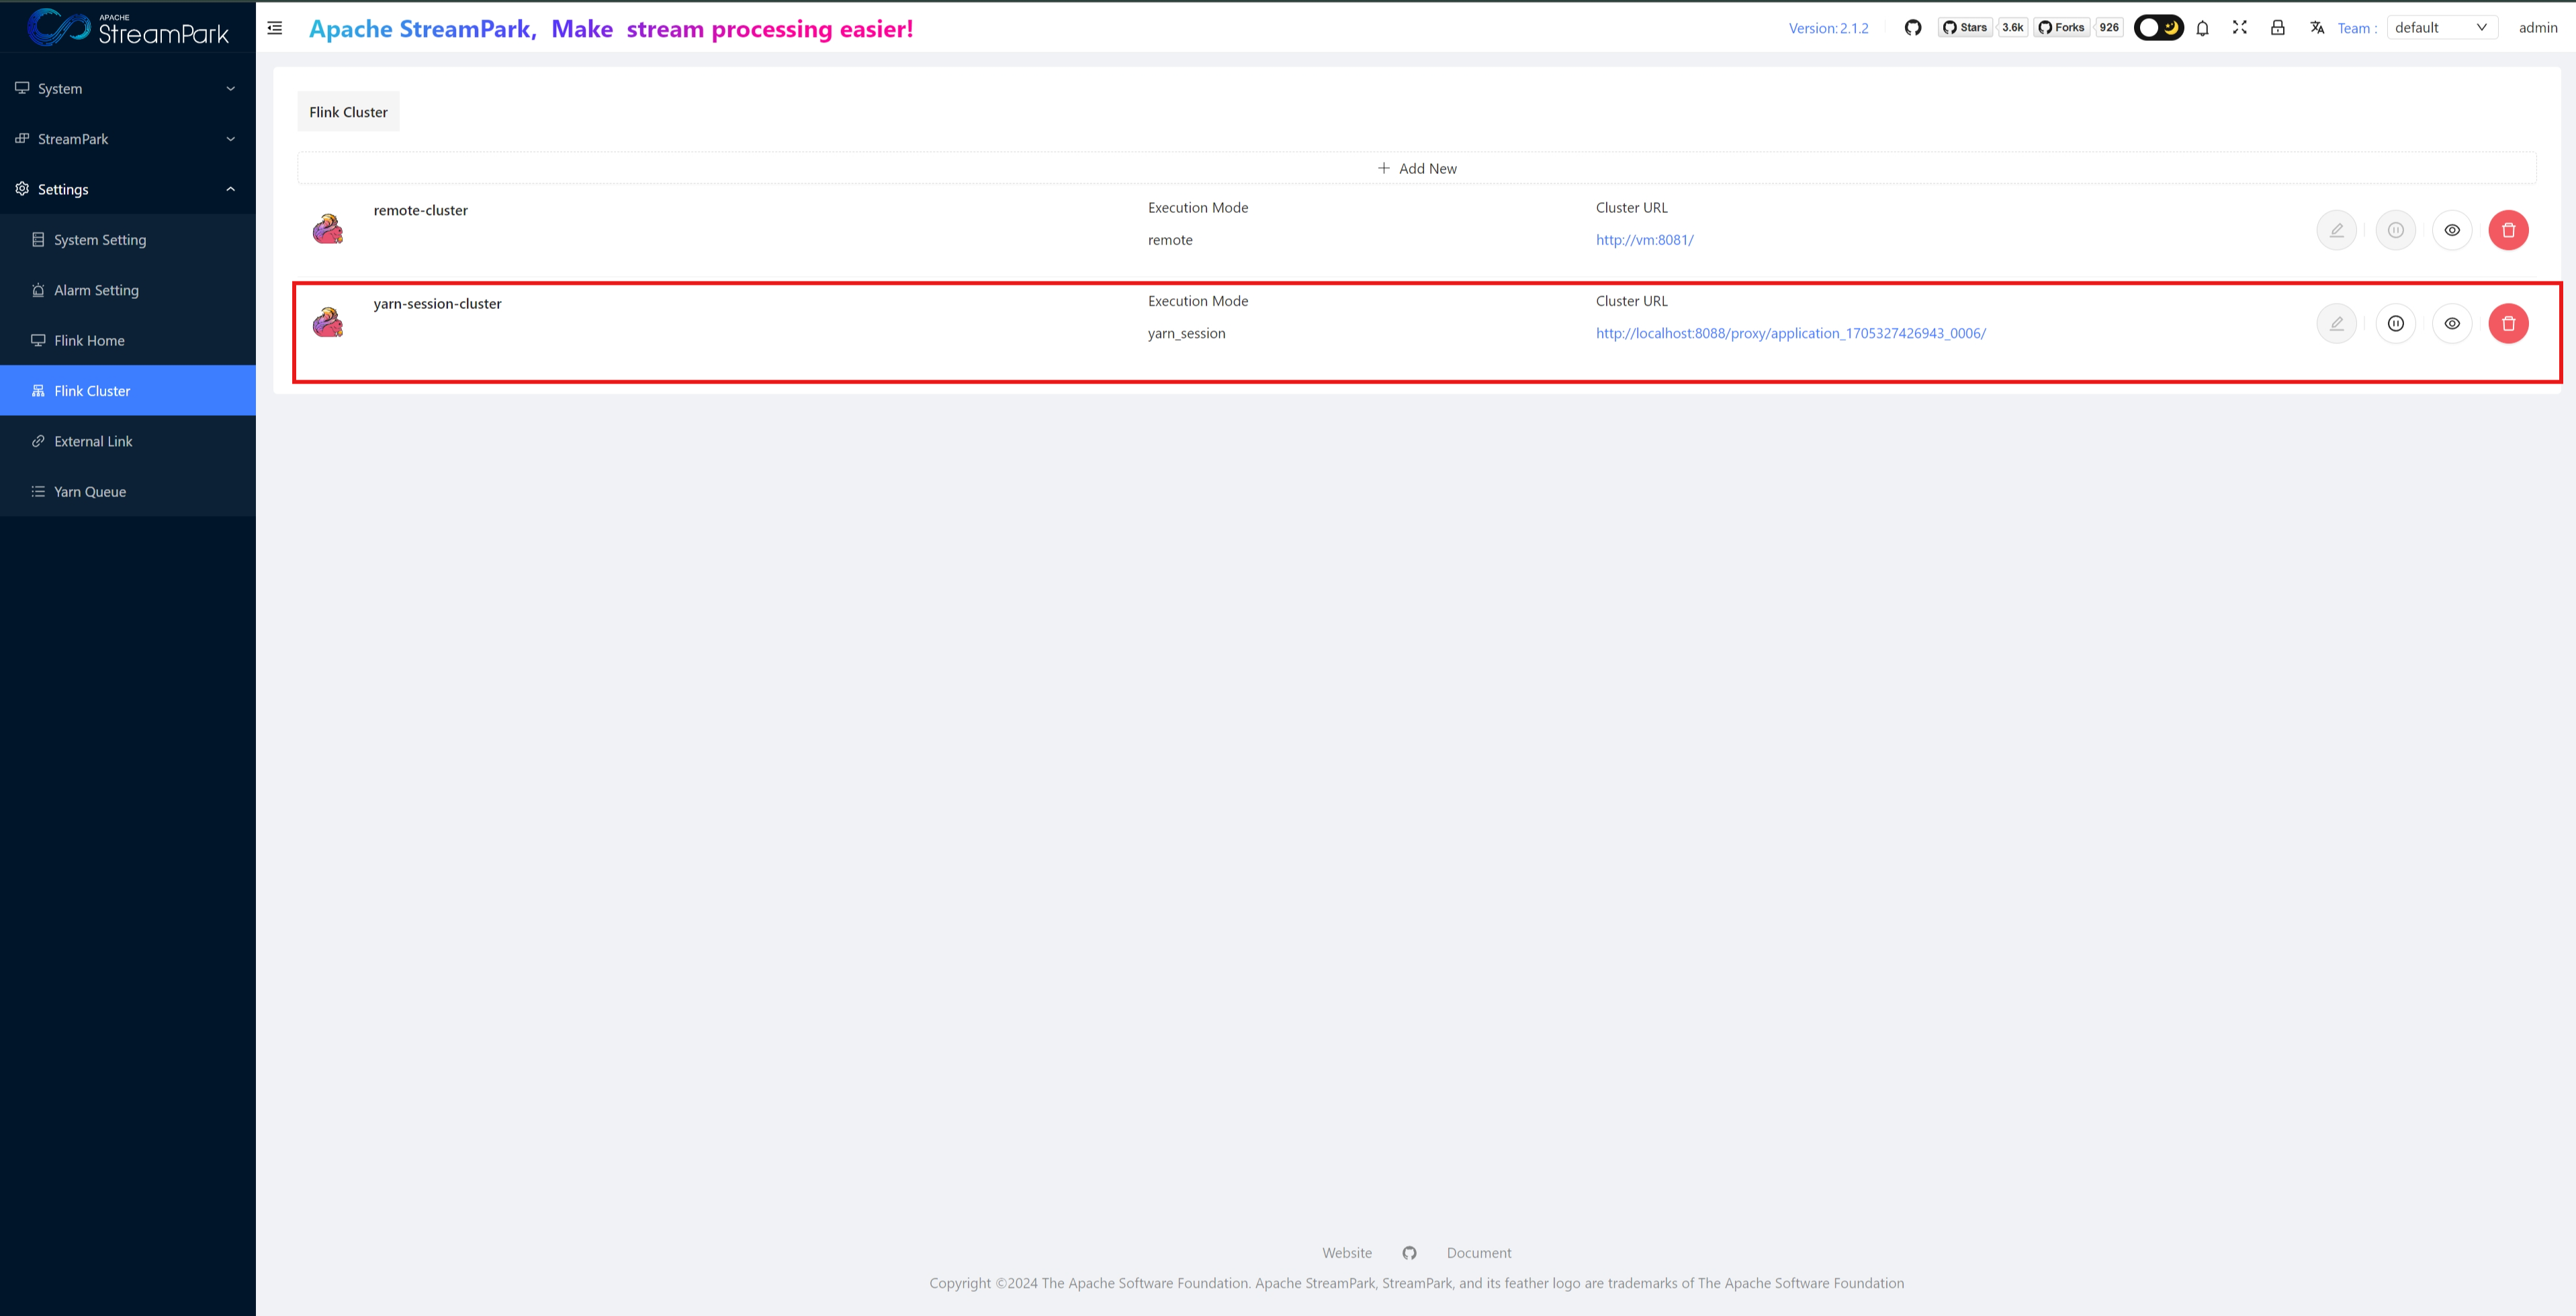 APACHE
StreamPark
Apache StreamPark, Make stream processing easier!
Version: 2.1.2
Stars
3.6k
Forks
926
Team :
default
admin
System
StreamPark
Settings
System Setting
Alarm Setting
Flink Home
Flink Cluster
External Link
Yarn Queue
Flink Cluster
+ Add New
remote-cluster
Execution Mode
Cluster URL
remote
http://vm:8081/
yarn-session-cluster
Execution Mode
Cluster URL
yarn_session
http://localhost:8088/proxy/application_1705327426943_0006/
Website
Document
Copyright ©2024 The Apache Software Foundation. Apache StreamPark, StreamPark, and its feather logo are trademarks of The Apache Software Foundation